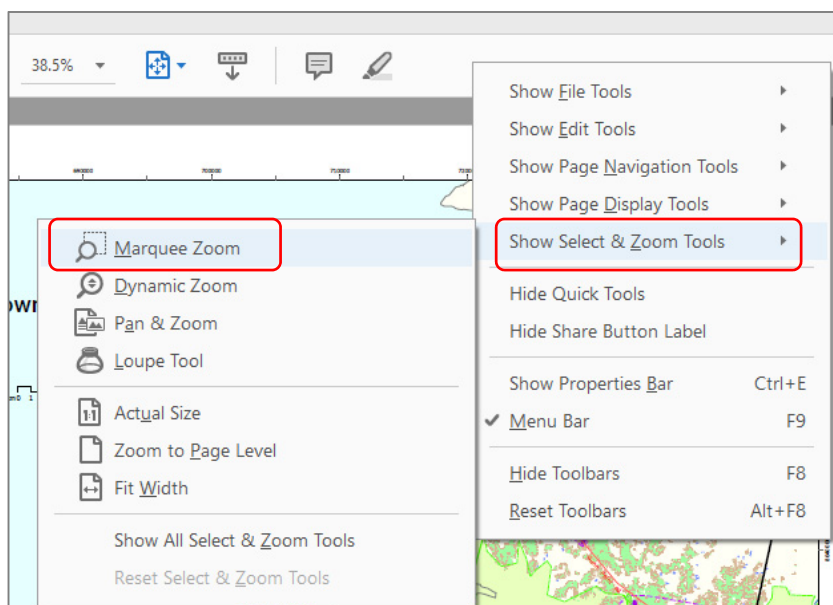 38.5%
Show File Tools
Show Edit Tools
Show Page Navigation Tools
Show Page Display Tools
Show Select & Zoom Tools
Hide Quick Tools
Hide Share Button Label
Show Properties Bar Ctrl+E
Menu Bar F9
Hide Toolbars F8
Reset Toolbars Alt+F8
Marquee Zoom
Dynamic Zoom
Pan & Zoom
Loupe Tool
Actual Size
Zoom to Page Level
Fit Width
Show All Select & Zoom Tools
Reset Select & Zoom Tools